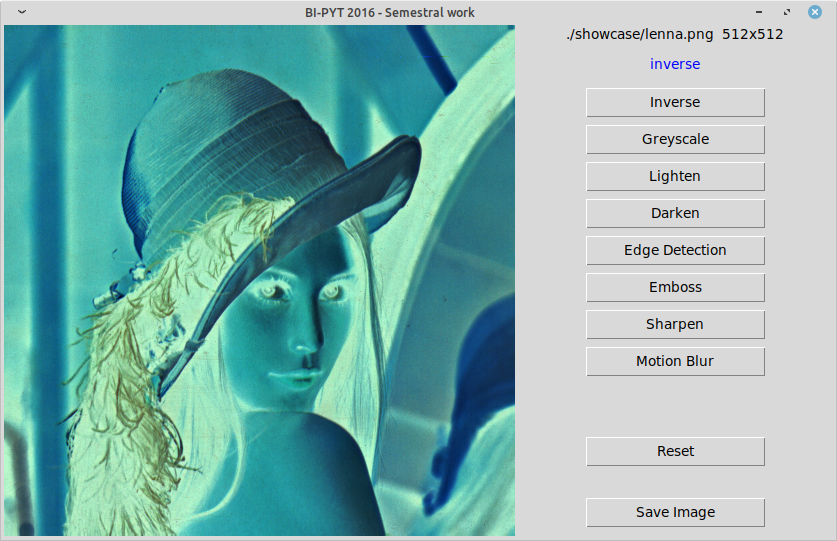 BI-PYT 2016 - Semestral work
./showcase/lenna.png 512x512
inverse
Inverse
Greyscale
Lighten
Darken
Edge Detection
Emboss
Sharpen
Motion Blur
Reset
Save Image